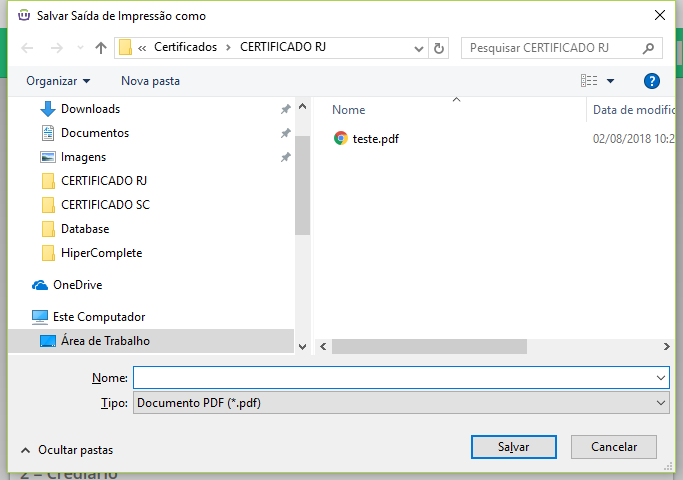 Salvar Saída de Impressão como
« Certificados › CERTIFICADO RJ
Pesquisar CERTIFICADO RJ
Organizar
Nova pasta
Downloads
Documentos
Imagens
CERTIFICADO RJ
CERTIFICADO SC
Database
HiperComplete
OneDrive
Este Computador
Área de Trabalho
Nome
Data de modific
teste.pdf
02/08/2018 10:2
Nome:
Tipo: Documento PDF (*.pdf)
Ocultar pastas
Salvar
Cancelar
2 – Crediário